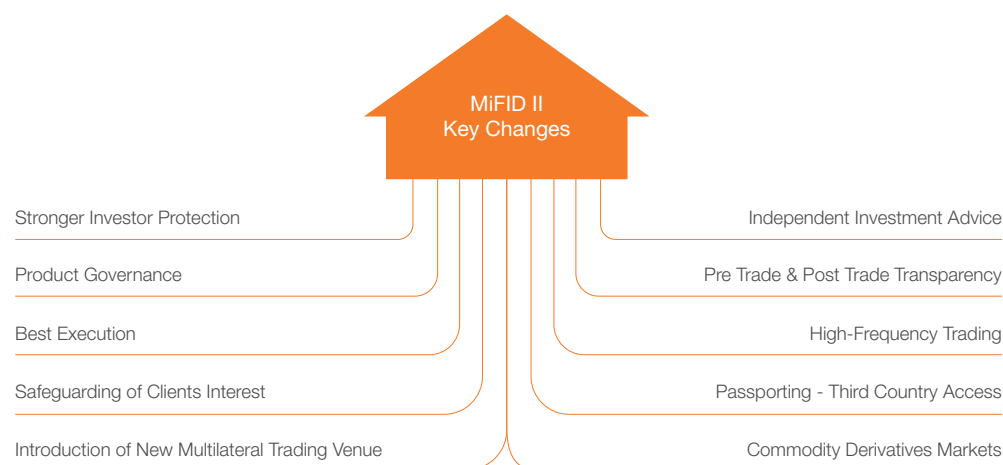 MiFID II
Key Changes
Stronger Investor Protection
Independent Investment Advice
Product Governance
Pre Trade & Post Trade Transparency
Best Execution
High-Frequency Trading
Safeguarding of Clients Interest
Passporting - Third Country Access
Introduction of New Multilateral Trading Venue
Commodity Derivatives Markets